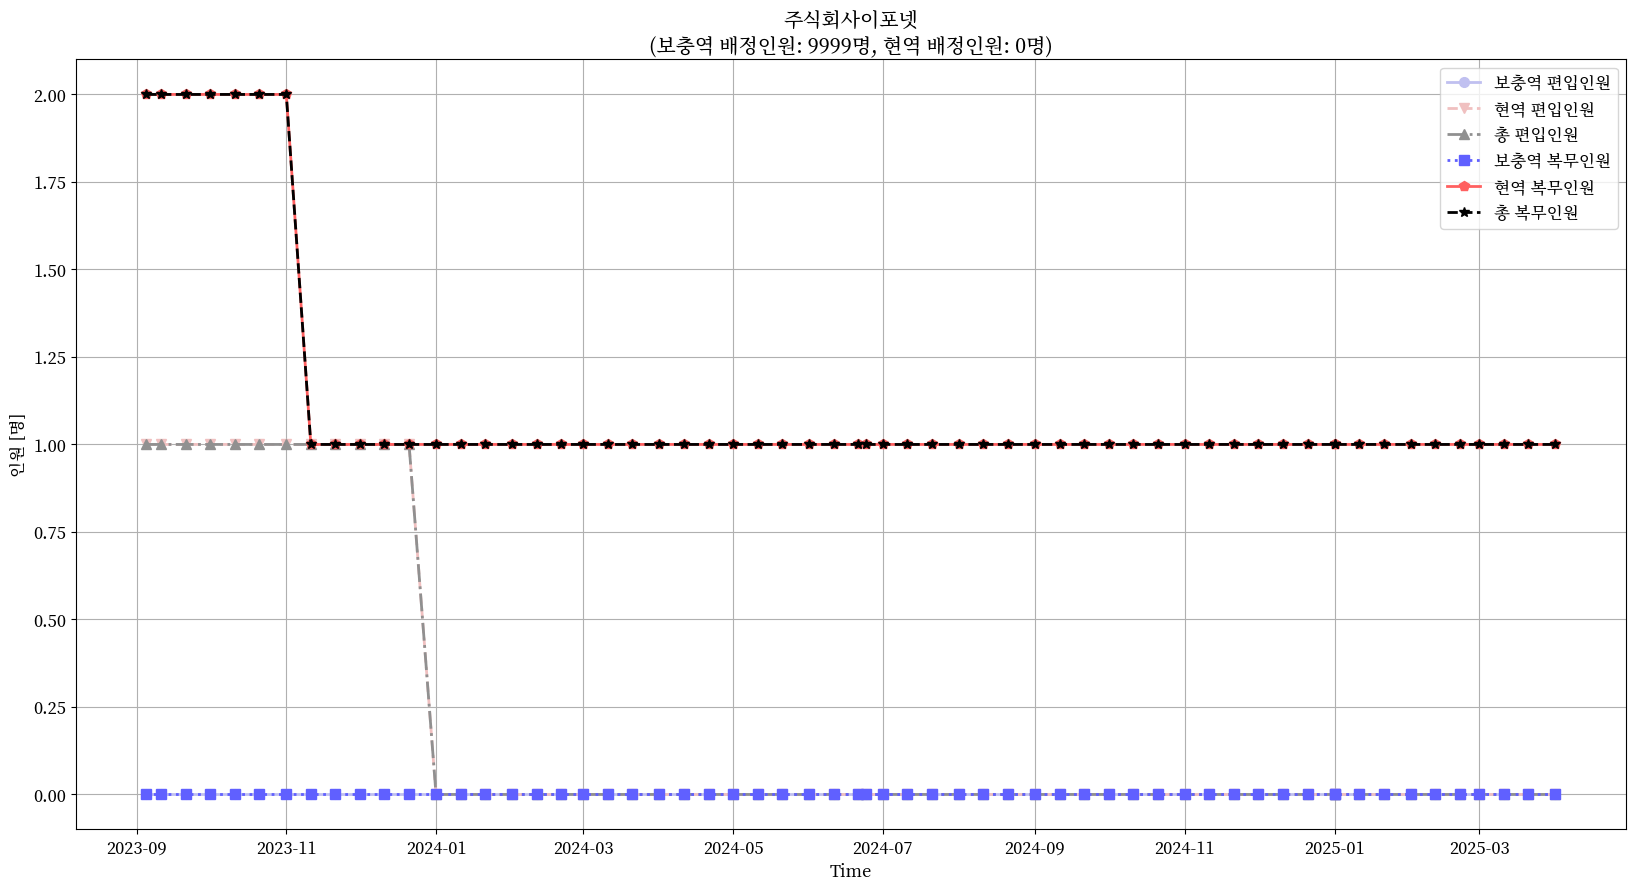 주식회사이포넷
(보충역 배정인원: 9999명, 현역 배정인원: 0명)
보충역 편입인원
현역 편입인원
총 편입인원
보충역 복무인원
현역 복무인원
총 복무인원
2.00
1.75
1.50
1.25
1.00
0.75
0.50
0.25
0.00
인원 [명]
2023-09
2023-11
2024-01
2024-03
2024-05
2024-07
2024-09
2024-11
2025-01
2025-03
Time